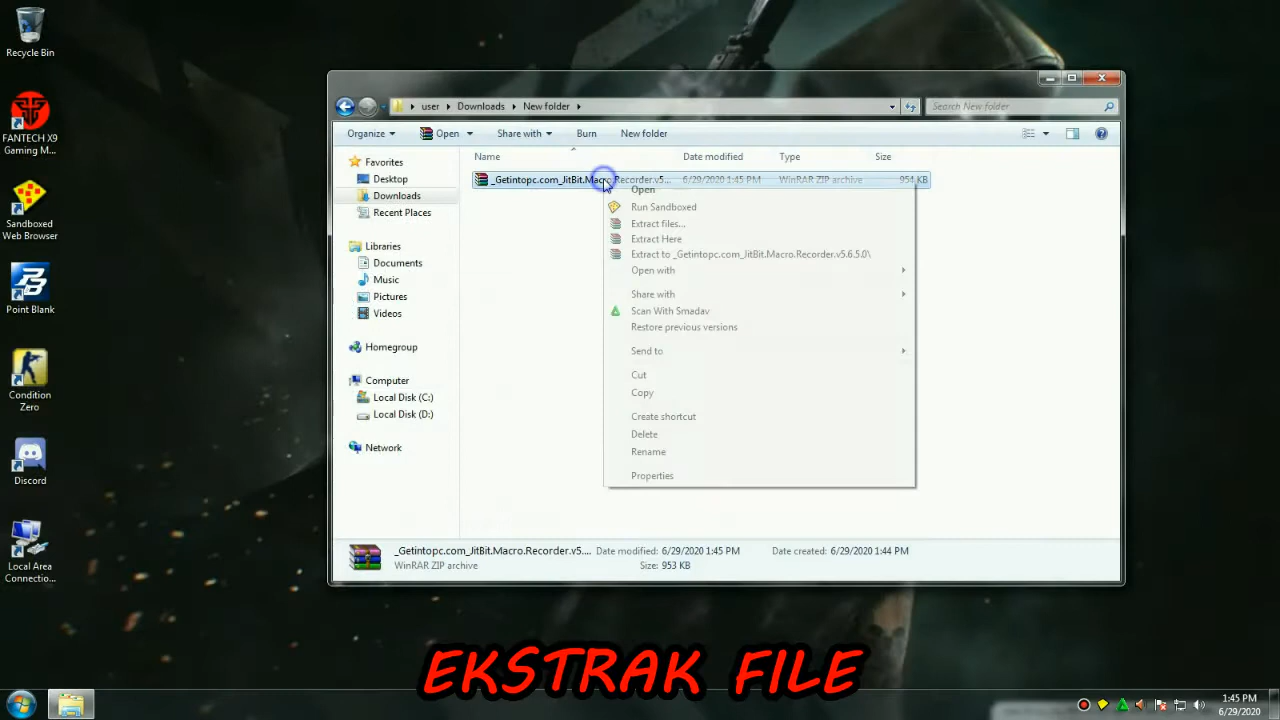 Recycle Bin
FANTECH X9
Gaming M...
Sandboxed
Web Browser
Point Blank
Condition
Zero
Discord
Local Area
Connectio...
user
Downloads
New folder
Search New folder
Organize
Open
Share with
Burn
New folder
Name
Date modified
Type
Size
_Getintopc.com_JitBit.Macro.Recorder.v5...
6/29/2020 1:45 PM
WinRAR ZIP archive
954 KB
Favorites
Desktop
Downloads
Recent Places
Libraries
Documents
Music
Pictures
Videos
Homegroup
Computer
Local Disk (C:)
Local Disk (D:)
Network
Open
Run Sandboxed
Extract files...
Extract Here
Extract to _Getintopc.com_JitBit.Macro.Recorder.v5.6.5.0\
Open with
Share with
Scan With Smadav
Restore previous versions
Send to
Cut
Copy
Create shortcut
Delete
Rename
Properties
_Getintopc.com_JitBit.Macro.Recorder.v5....
Date modified: 6/29/2020 1:45 PM
Date created: 6/29/2020 1:44 PM
WinRAR ZIP archive
Size: 953 KB
EKSTRAK FILE
1:45 PM
6/29/2020